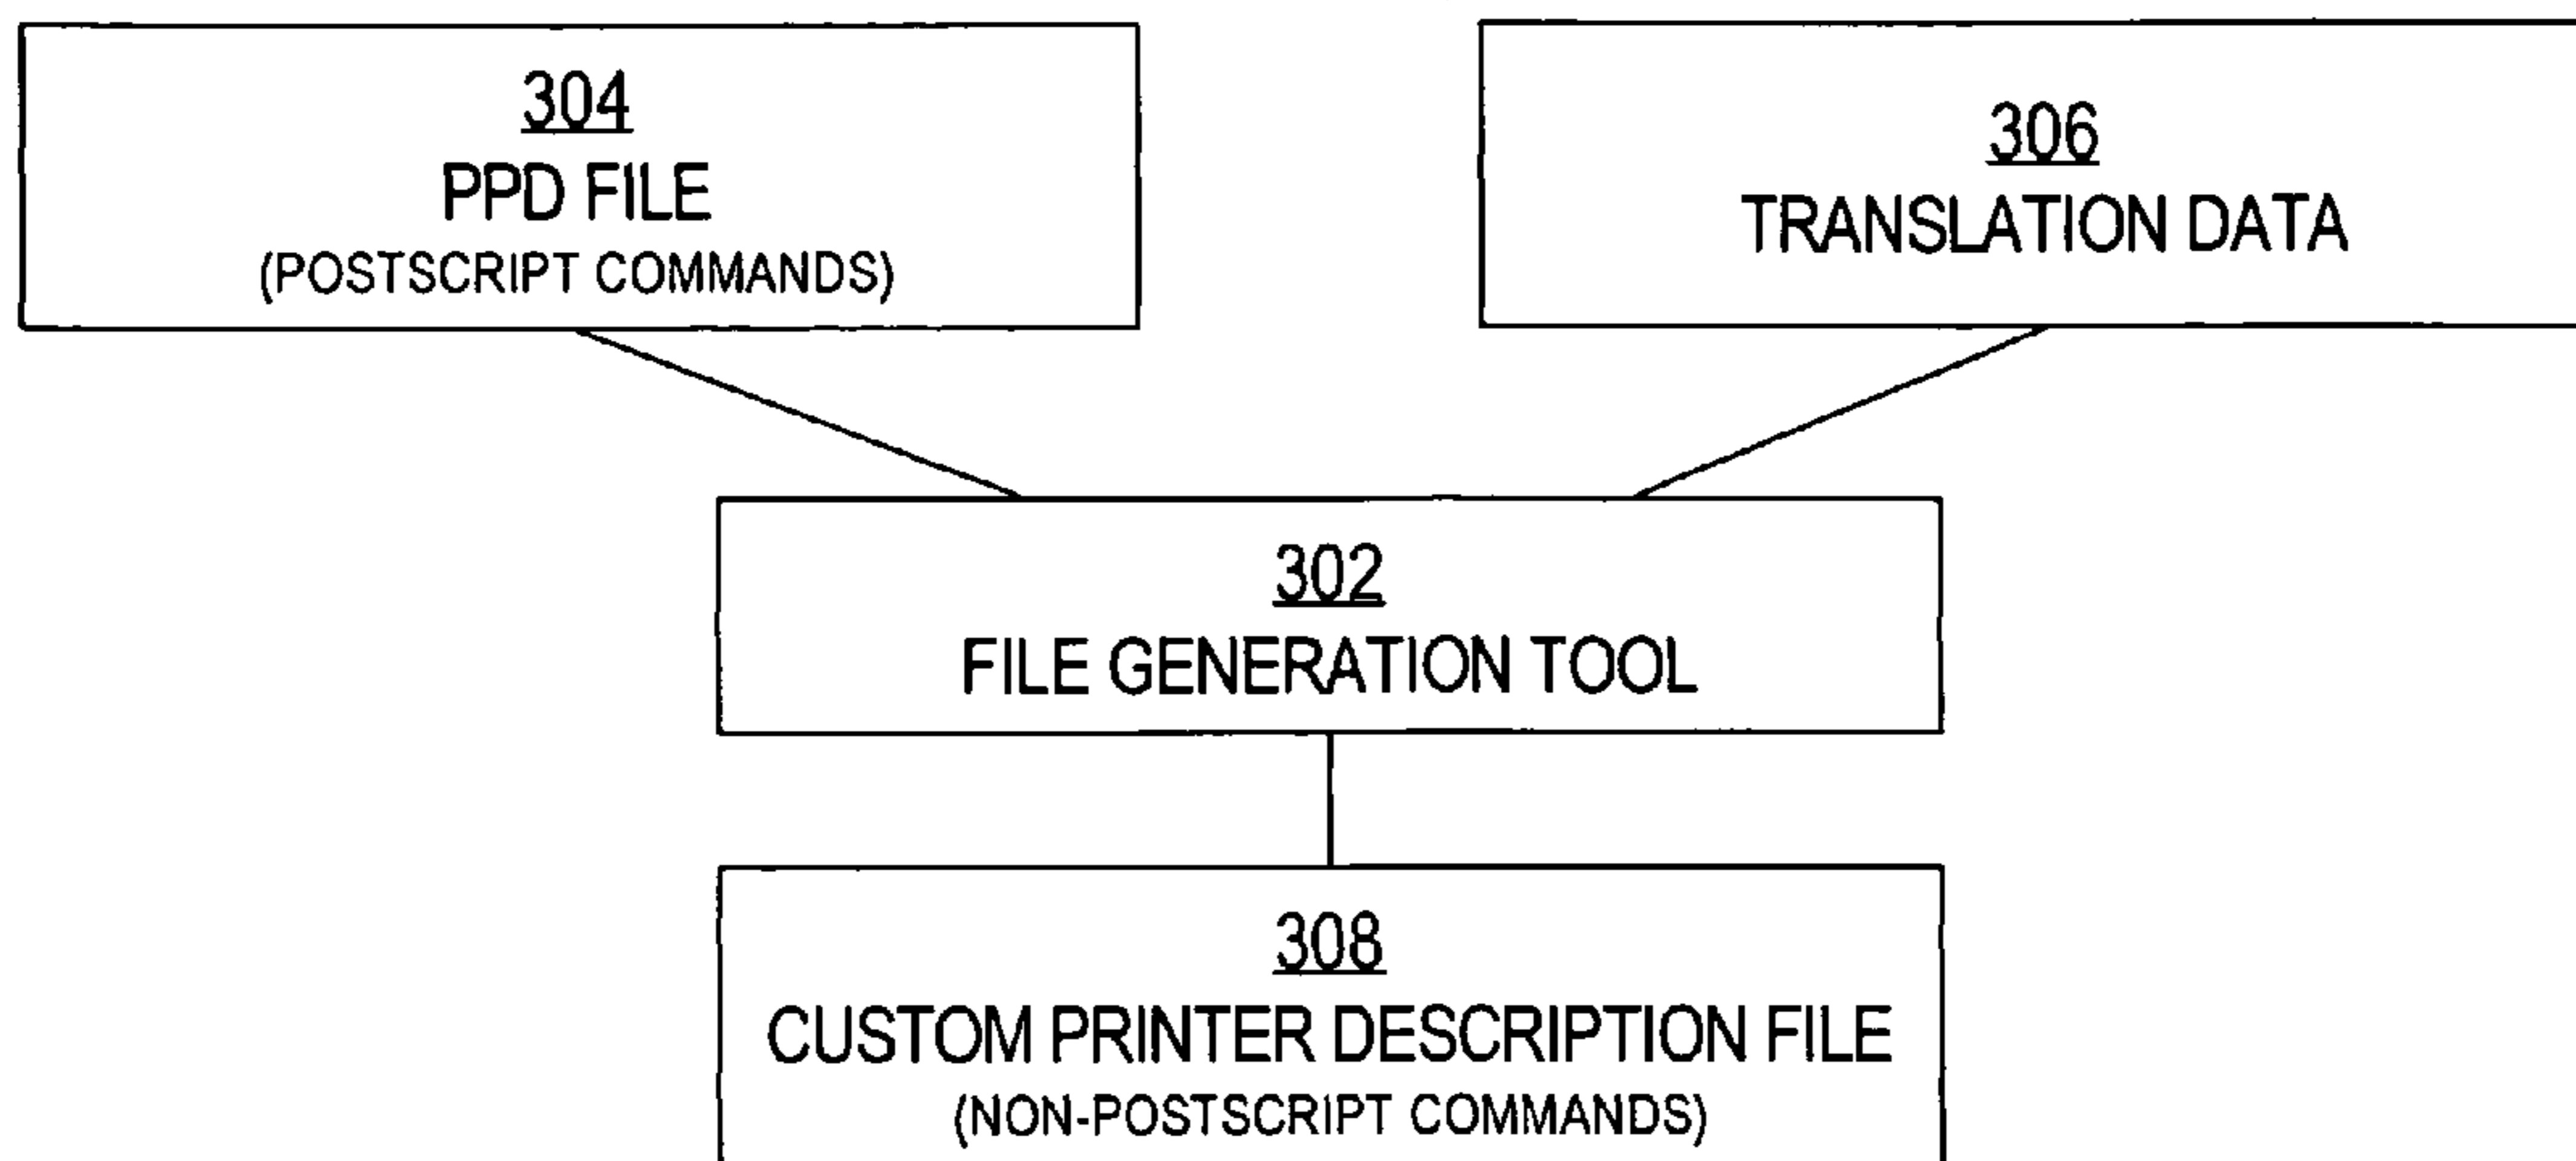 304
PPD FILE
(POSTSCRIPT COMMANDS)
306
TRANSLATION DATA
302
FILE GENERATION TOOL
308
CUSTOM PRINTER DESCRIPTION FILE
(NON-POSTSCRIPT COMMANDS)